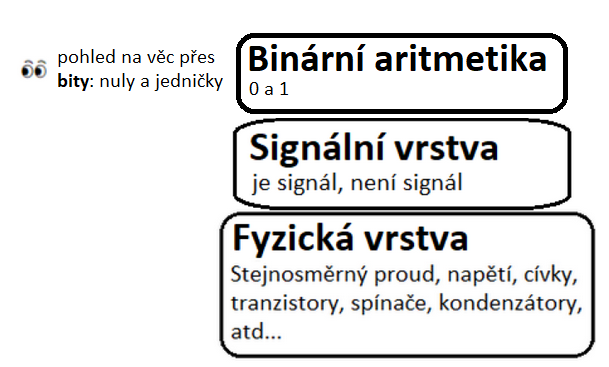 pohled na věc přes
bity: nuly a jedničky
Binární aritmetika
0 a 1
Signální vrstva
je signál, není signál
Fyzická vrstva
Stejnosměrný proud, napětí, cívky,
tranzistory, spínače, kondenzátory,
atd...